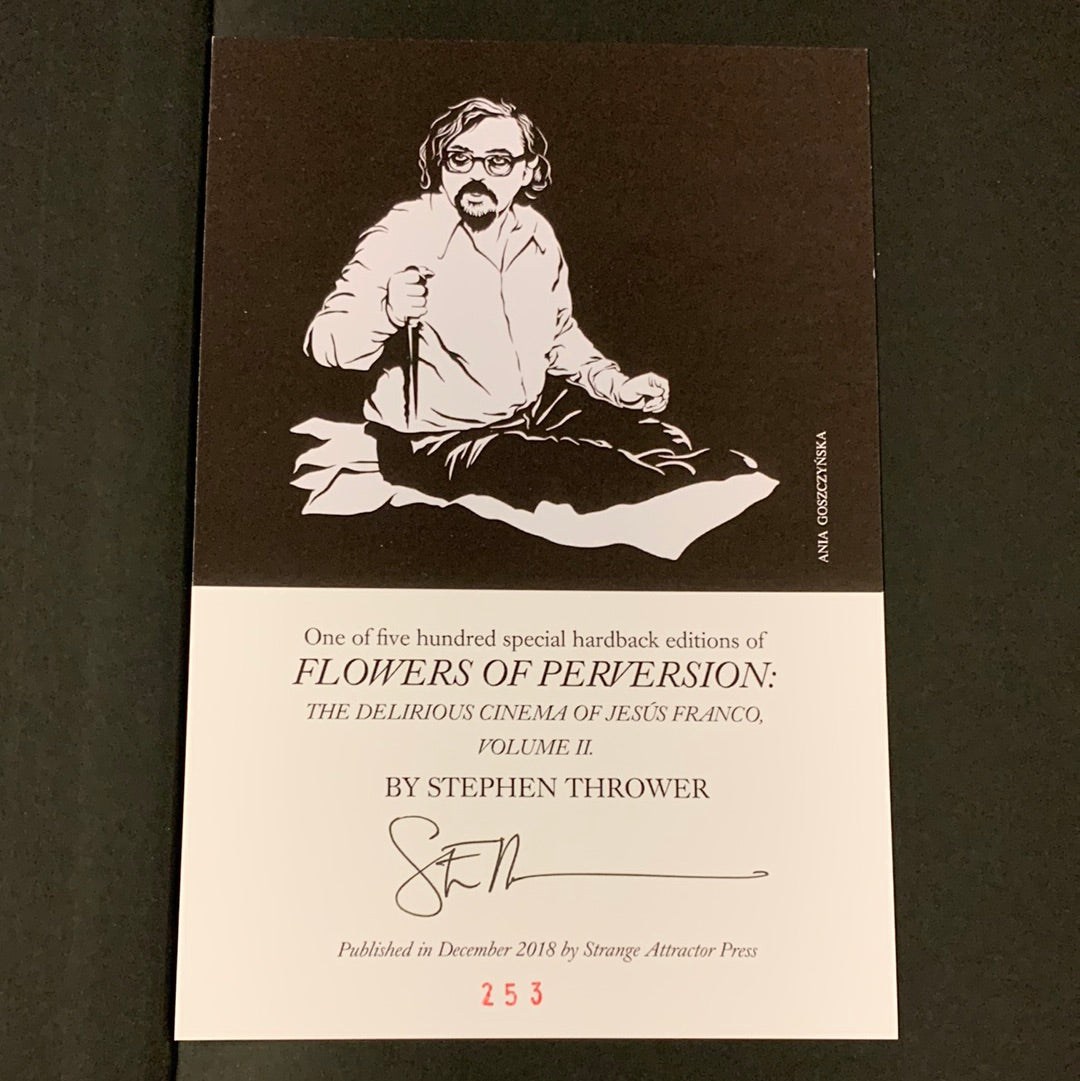 ANIA GOSZCZYŃSKA
One of five hundred special hardback editions of
FLOWERS OF PERVERSION:
THE DELIRIOUS CINEMA OF JESÚS FRANCO,
VOLUME II.
BY STEPHEN THROWER
Published in December 2018 by Strange Attractor Press
253